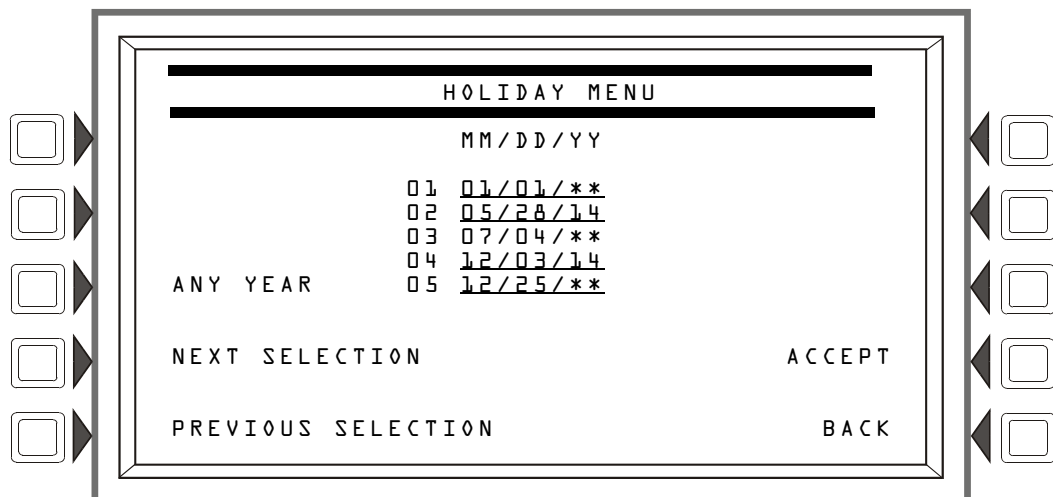 HOLIDAY MENU
MM/DD/YY
01 01/01/**
02 05/28/14
03 07/04/**
04 12/03/14
ANY YEAR 05 12/25/**
NEXT SELECTION ACCEPT
PREVIOUS SELECTION BACK